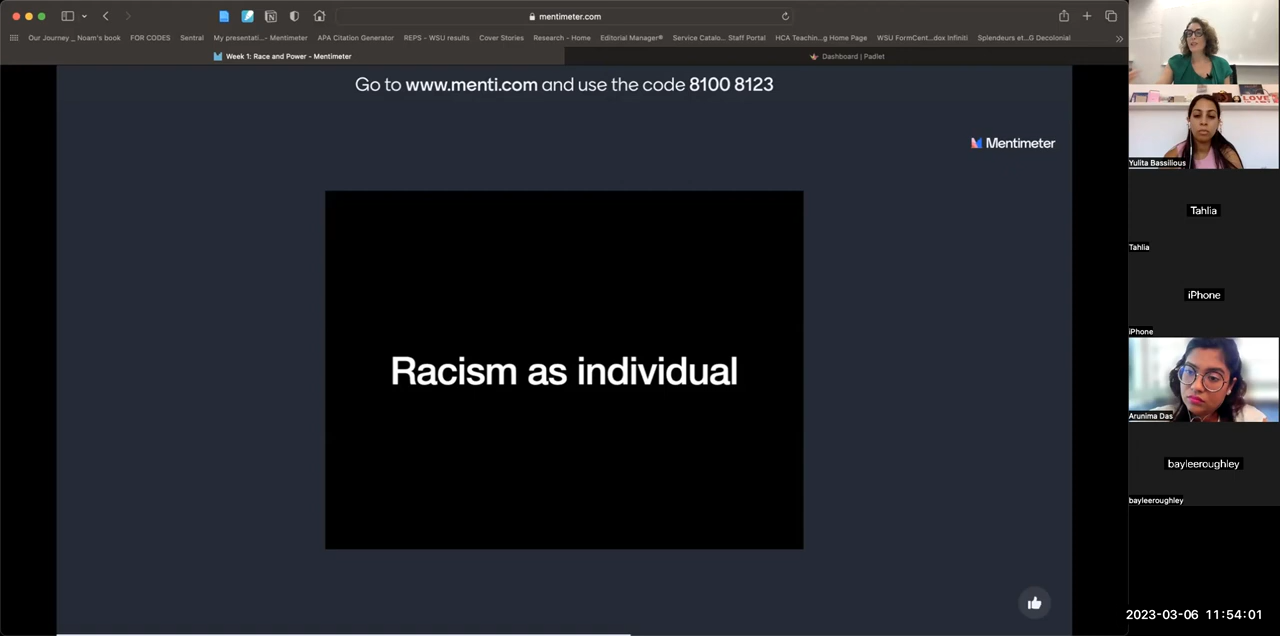 mentimeter.com
Our Journey _ Noam's book FOR CODES Sentral My presentati...- Mentimeter APA Citation Generator REPS - WSU results Cover Stories Research - Home Editorial Manager® Service Catalo... Staff Portal HCA Teachin...g Home Page WSU FormCent...dox Infiniti Splendeurs et...G Decolonial
Week 1: Race and Power - Mentimeter Dashboard | Padlet
Go to www.menti.com and use the code 8100 8123
Mentimeter
Racism as individual
Yulita Bassilious
Tahlia
Tahlia
iPhone
iPhone
Arunima Das
bayleeroughley
bayleeroughley
2023-03-06 11:54:01